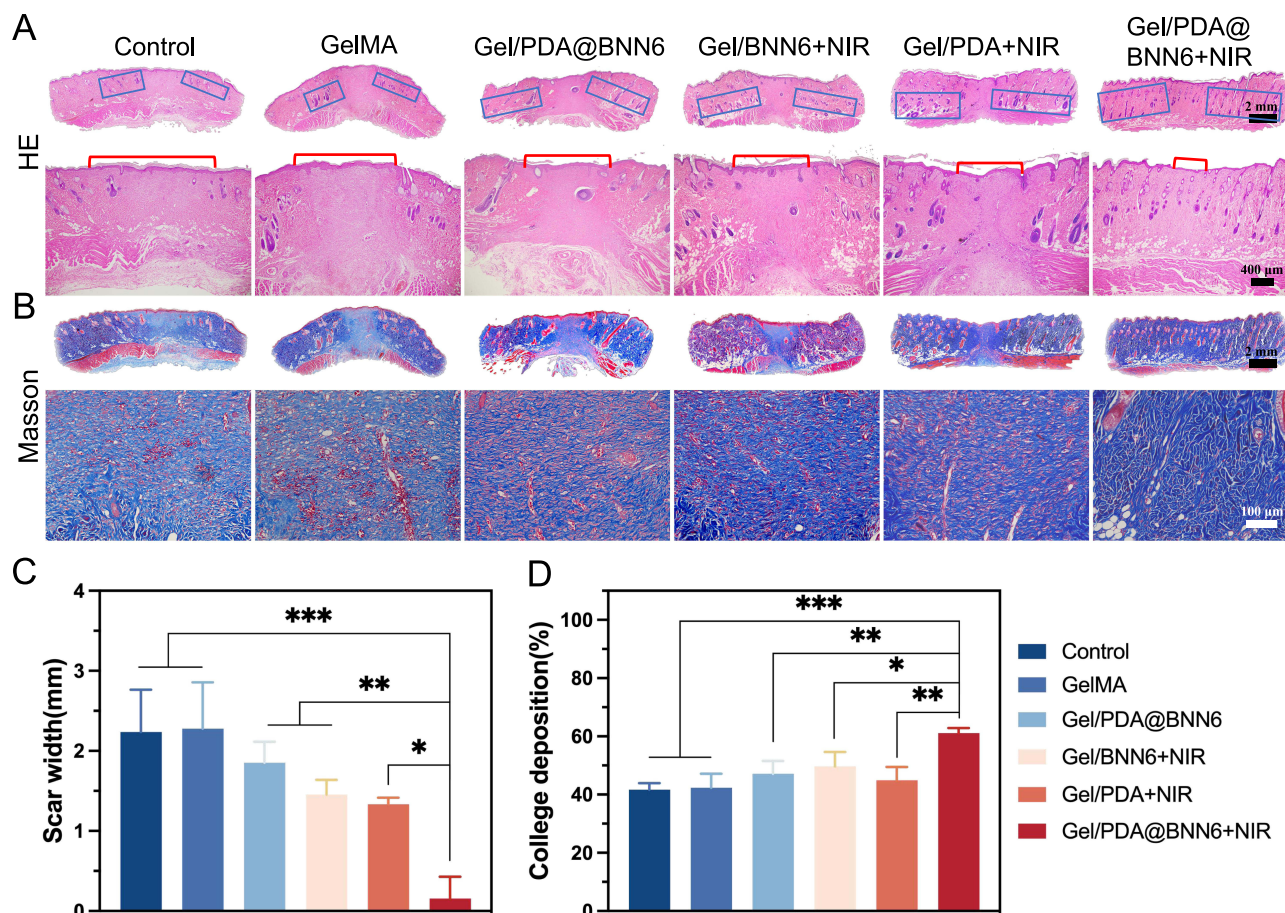 A
Control
GelMA
Gel/PDA@BNN6
Gel/BNN6+NIR
Gel/PDA+NIR
Gel/PDA@
BNN6+NIR
HE
2 mm
400 μm
B
Masson
2 mm
100 μm
C
Scar width(mm)
4
3
2
1
0
***
**
*
D
College deposition(%)
100
80
60
40
20
0
***
**
*
**
Control
GelMA
Gel/PDA@BNN6
Gel/BNN6+NIR
Gel/PDA+NIR
Gel/PDA@BNN6+NIR